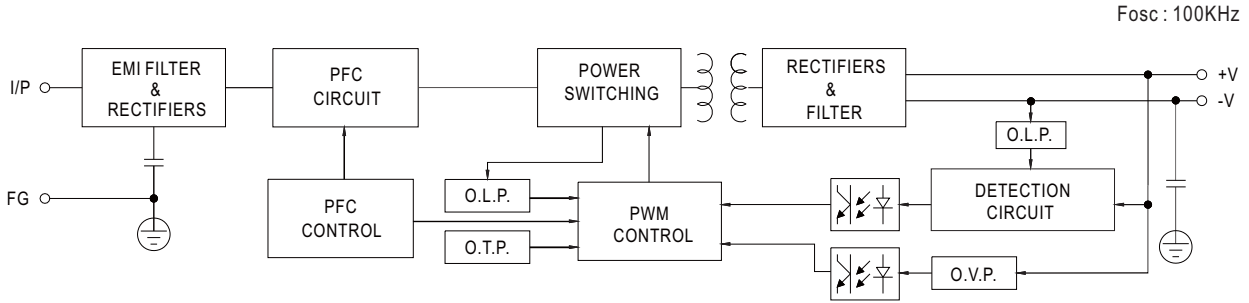 Fosc : 100KHz
I/P
EMI FILTER
&
RECTIFIERS
PFC
CIRCUIT
POWER
SWITCHING
RECTIFIERS
&
FILTER
+V
-V
O.L.P.
FG
PFC
CONTROL
O.L.P.
O.T.P.
PWM
CONTROL
DETECTION
CIRCUIT
O.V.P.